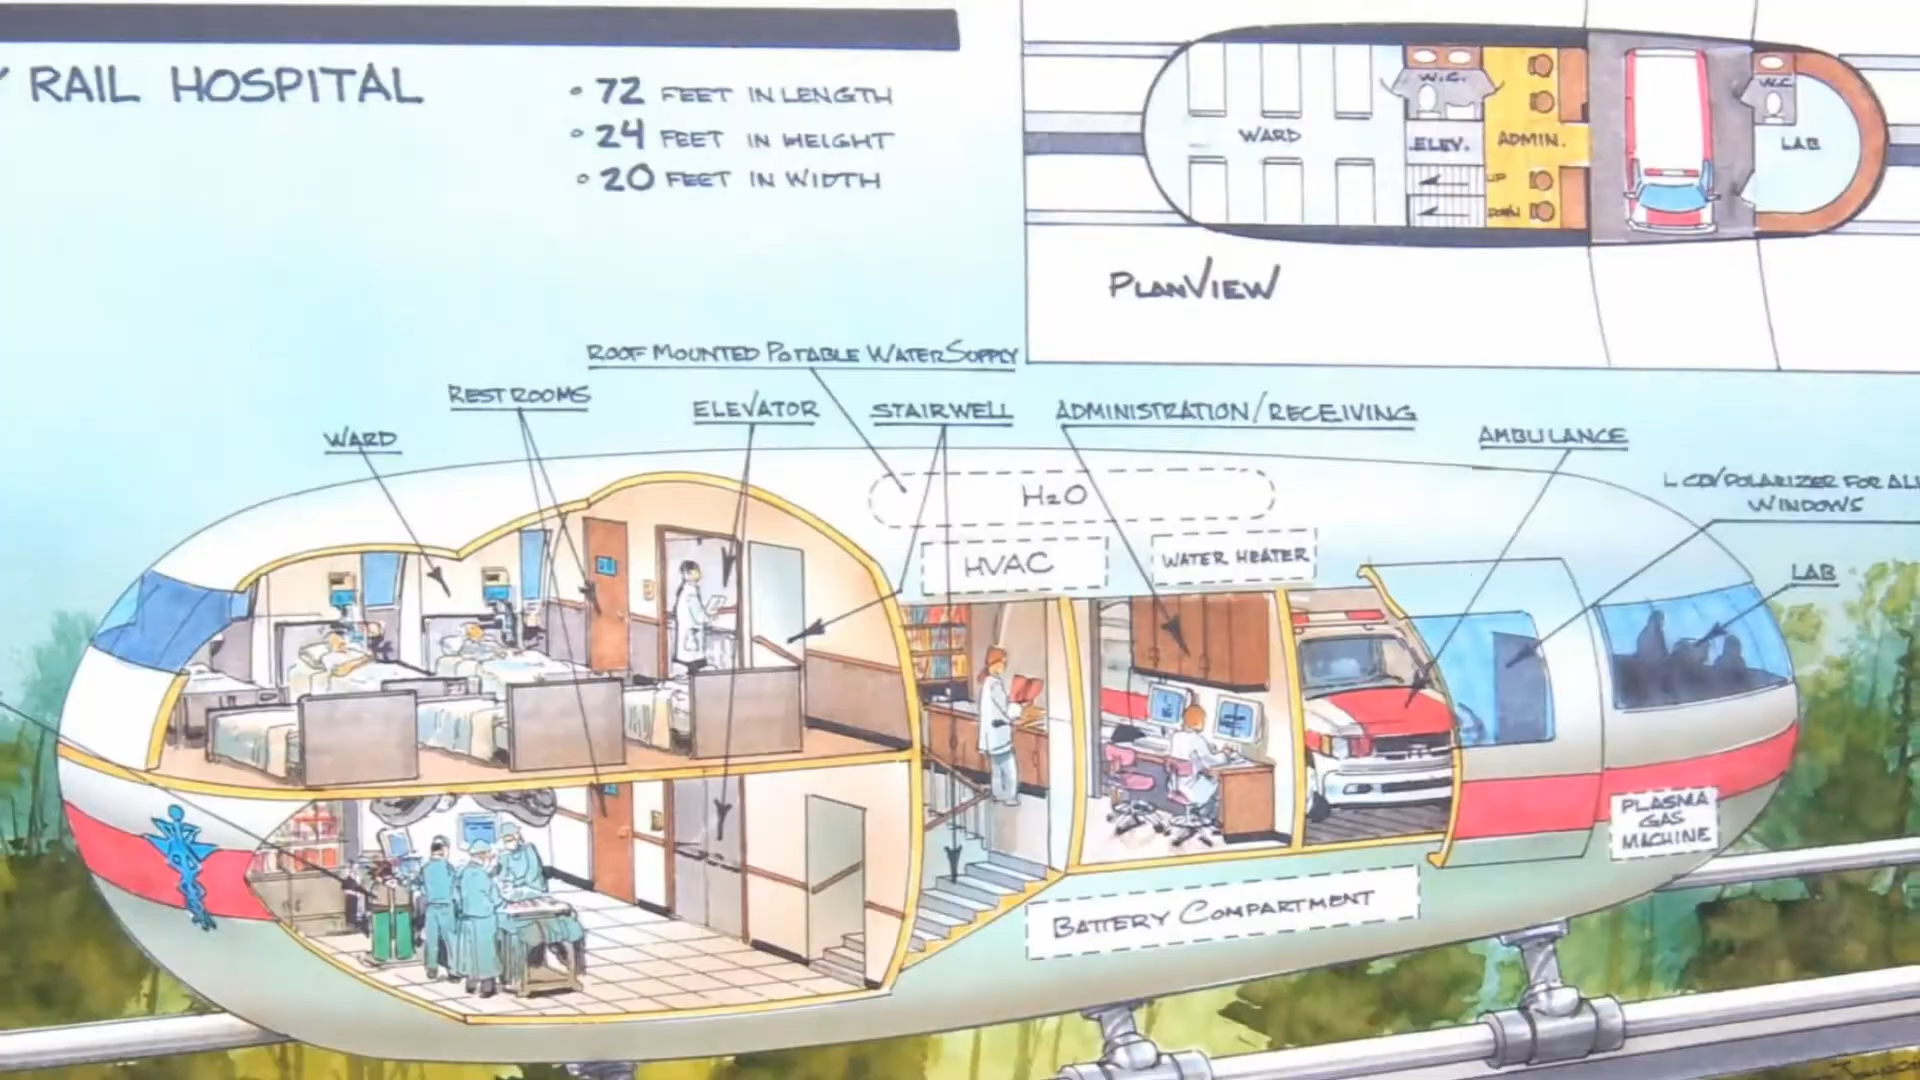 RAIL HOSPITAL
• 72 FEET IN LENGTH
• 24 FEET IN HEIGHT
• 20 FEET IN WIDTH
W.C.
WARD
ELEV.
ADMIN.
UP
DOWN
W.C.
LAB
PLANVIEW
ROOF MOUNTED POTABLE WATER SUPPLY
RESTROOMS
ELEVATOR
STAIRWELL
ADMINISTRATION/RECEIVING
WARD
AMBULANCE
LCD/POLARIZER FOR ALL
WINDOWS
H2O
HVAC
WATER HEATER
LAB
PLASMA
GAS
MACHINE
BATTERY COMPARTMENT